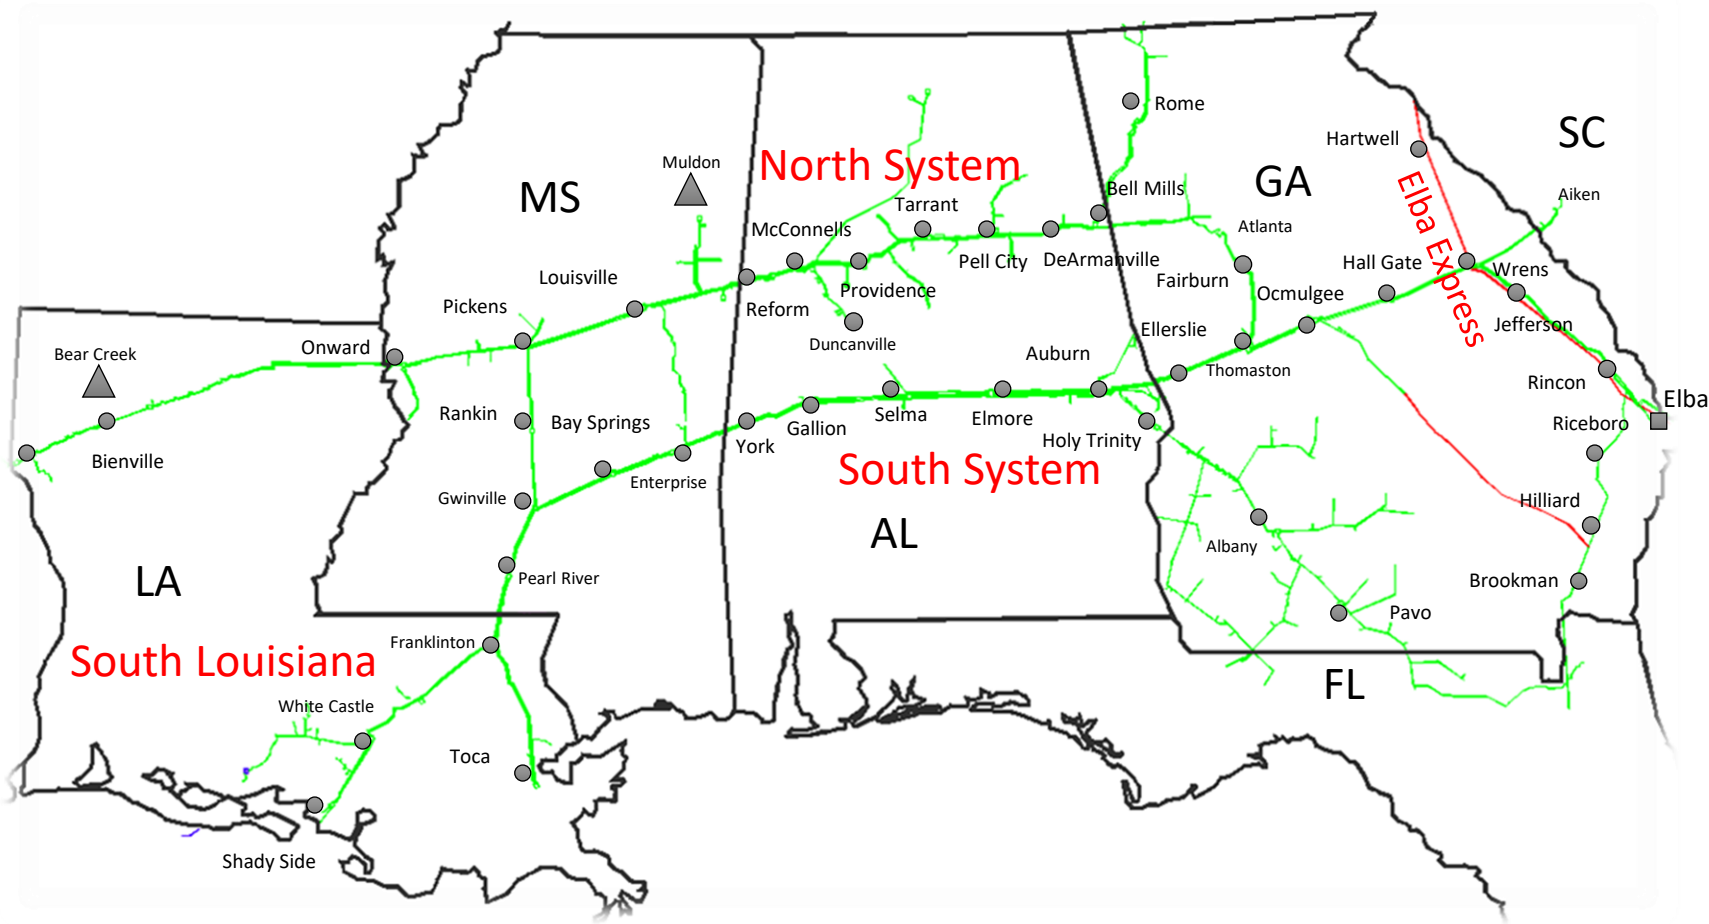 Rome
SC
Hartwell
Muldon
North System
MS
GA
Elba Express
Bell Mills
Aiken
Tarrant
McConnells
Atlanta
Pell City
DeArmanville
Hall Gate
Wrens
Louisville
Fairburn
Providence
Ocmulgee
Pickens
Reform
Jefferson
Ellerslie
Duncanville
Onward
Bear Creek
Auburn
Thomaston
Rincon
Elba
Rankin
Bay Springs
Selma
Elmore
Gallion
Riceboro
York
Holy Trinity
Bienville
South System
Enterprise
Gwinville
Hilliard
AL
Albany
LA
Pearl River
Brookman
Pavo
Franklinton
South Louisiana
FL
White Castle
Toca
Shady Side